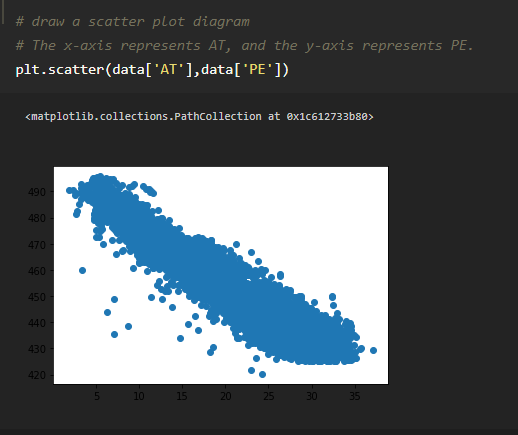 # draw a scatter plot diagram
# The x-axis represents AT, and the y-axis represents PE.
plt.scatter(data['AT'],data['PE'])
<matplotlib.collections.PathCollection at 0x1c612733b80>
490
480
470
460
450
440
430
420
5 10 15 20 25 30 35